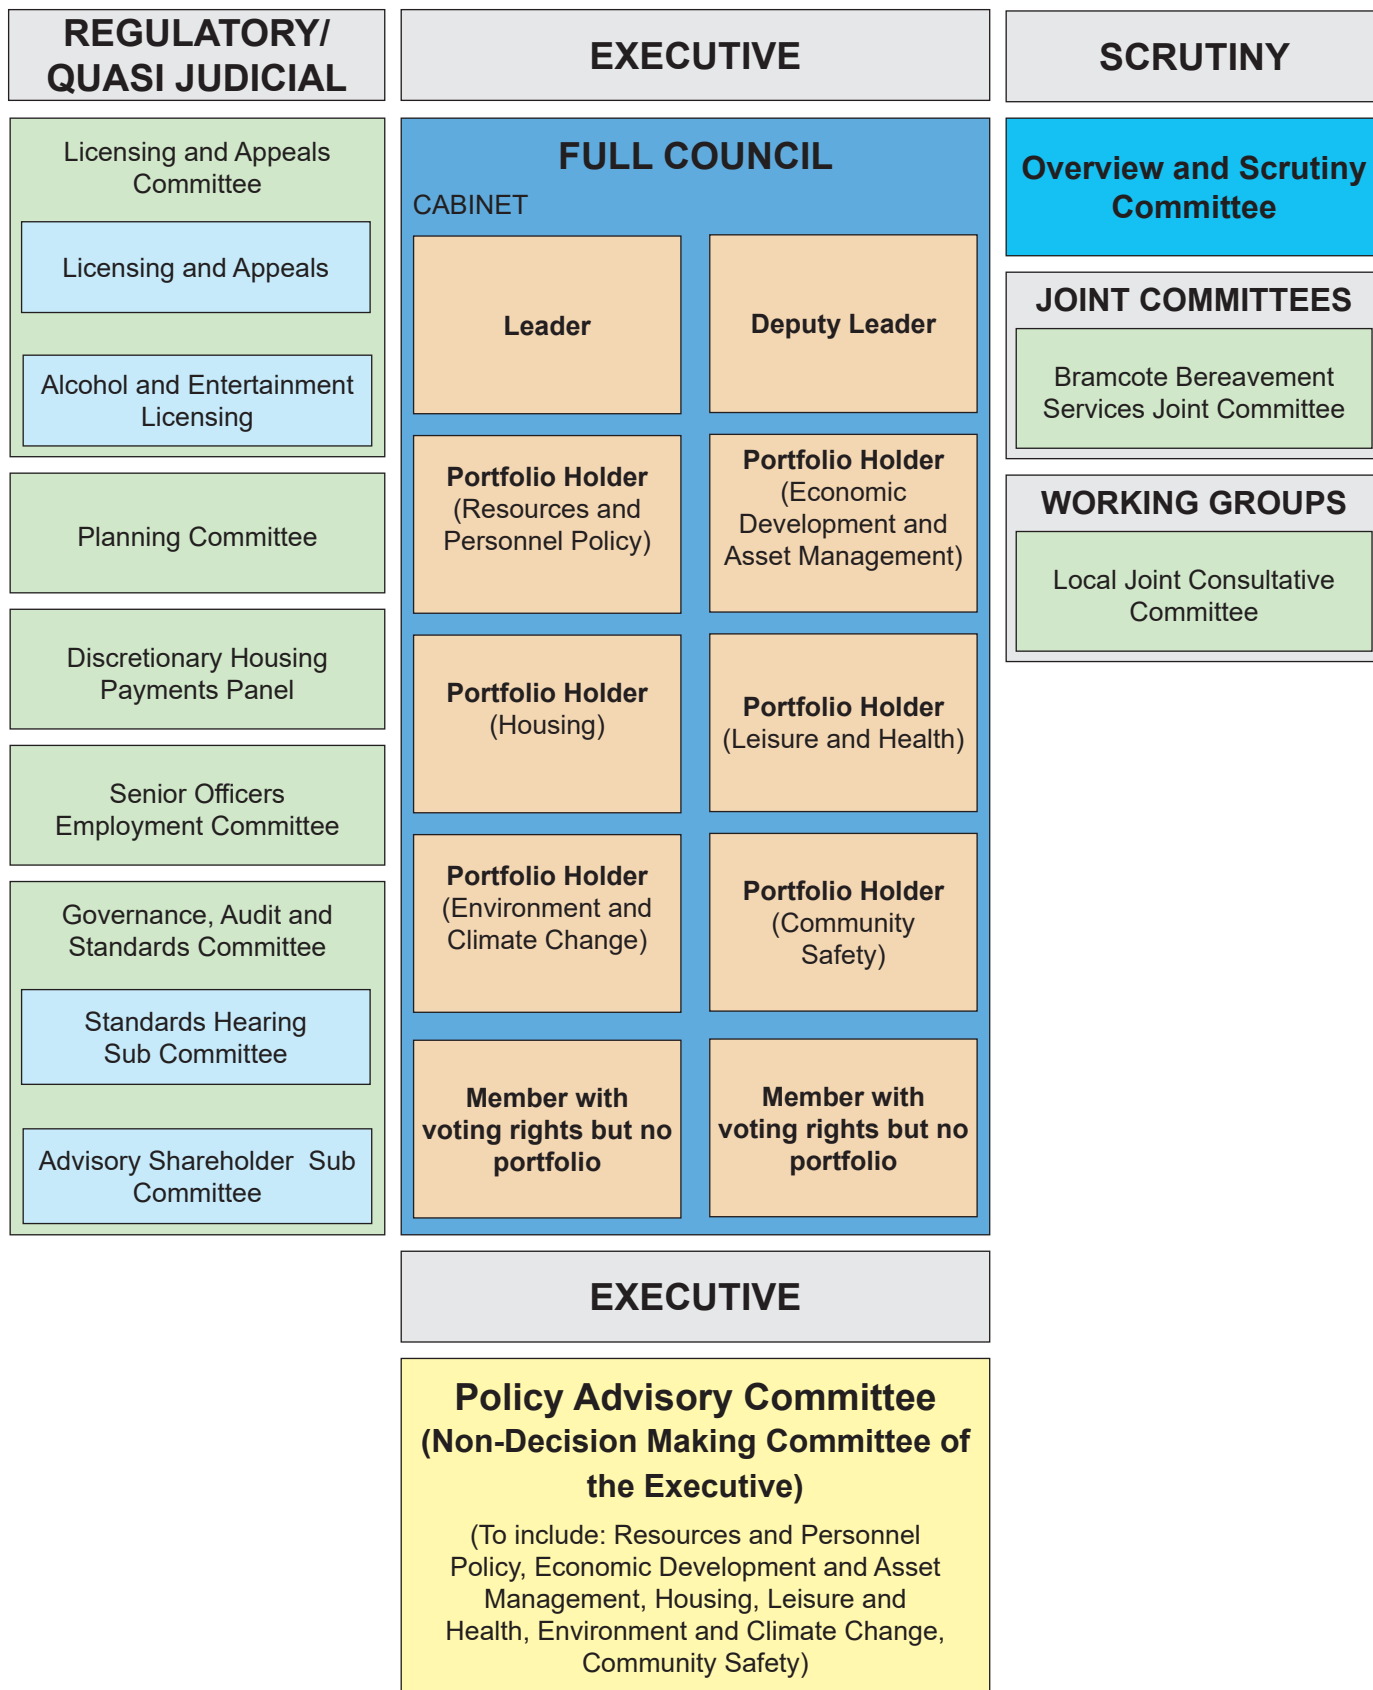 REGULATORY/
QUASI JUDICIAL
Licensing and Appeals
Committee
Licensing and Appeals
Alcohol and Entertainment
Licensing
Planning Committee
Discretionary Housing
Payments Panel
Senior Officers
Employment Committee
Governance, Audit and
Standards Committee
Standards Hearing
Sub Committee
Advisory Shareholder Sub
Committee
EXECUTIVE
FULL COUNCIL
CABINET
Leader
Deputy Leader
Portfolio Holder
(Resources and
Personnel Policy)
Portfolio Holder
(Economic
Development and
Asset Management)
Portfolio Holder
(Housing)
Portfolio Holder
(Leisure and Health)
Portfolio Holder
(Environment and
Climate Change)
Portfolio Holder
(Community
Safety)
Member with
voting rights but no
portfolio
Member with
voting rights but no
portfolio
EXECUTIVE
Policy Advisory Committee
(Non-Decision Making Committee of
the Executive)
(To include: Resources and Personnel
Policy, Economic Development and Asset
Management, Housing, Leisure and
Health, Environment and Climate Change,
Community Safety)
SCRUTINY
Overview and Scrutiny
Committee
JOINT COMMITTEES
Bramcote Bereavement
Services Joint Committee
WORKING GROUPS
Local Joint Consultative
Committee